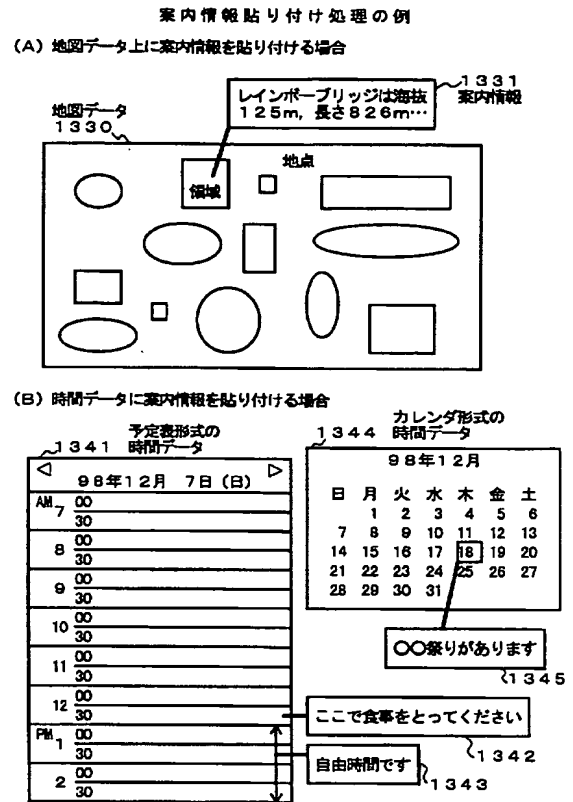 案内情報貼り付け処理の例
(A) 地図データ上に案内情報を貼り付ける場合
レインボーブリッジは海抜
125m，長さ826m…
1331
案内情報
地図データ
1330
地点
領域
(B) 時間データに案内情報を貼り付ける場合
予定表形式の
1341 時間データ
98年12月 7日(日)
AM 7 00
30
8 00
30
9 00
30
10 00
30
11 00
30
12 00
30
PM 1 00
30
2 00
30
カレンダ形式の
1344 時間データ
98年12月
日 月 火 水 木 金 土
1 2 3 4 5 6
7 8 9 10 11 12 13
14 15 16 17 18 19 20
21 22 23 24 25 26 27
28 29 30 31
〇〇祭りがあります
1345
ここで食事をとってください
1342
自由時間です
1343